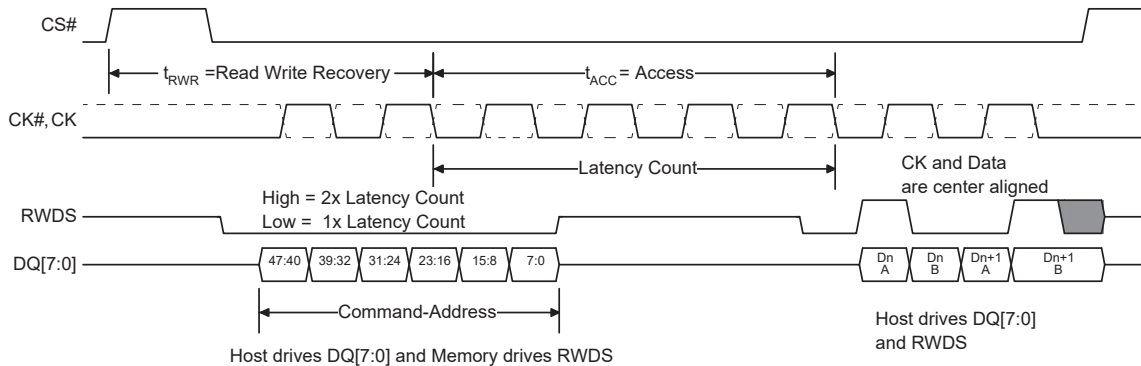 CS#
t_RWR =Read Write Recovery
t_ACC = Access
CK#, CK
Latency Count
CK and Data
are center aligned
High = 2x Latency Count
Low = 1x Latency Count
RWDS
DQ[7:0]
47:40 39:32 31:24 23:16 15:8 7:0
Dn A
Dn B
Dn+1 A
Dn+1 B
Command-Address
Host drives DQ[7:0]
and RWDS
Host drives DQ[7:0] and Memory drives RWDS